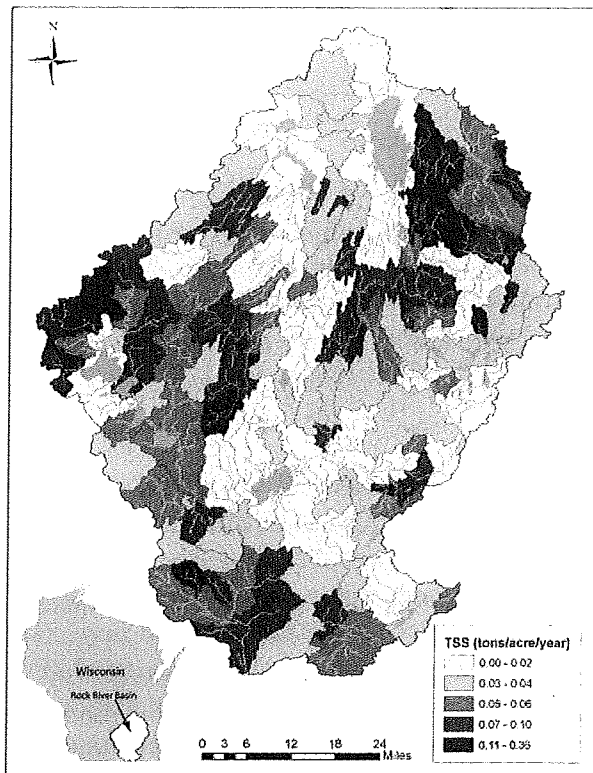 N
Wisconsin
Rock River Basin
0 3 6 12 18 24
Miles
TSS (tons/acre/year)
0.00 - 0.02
0.03 - 0.04
0.05 - 0.06
0.07 - 0.10
0.11 - 0.36